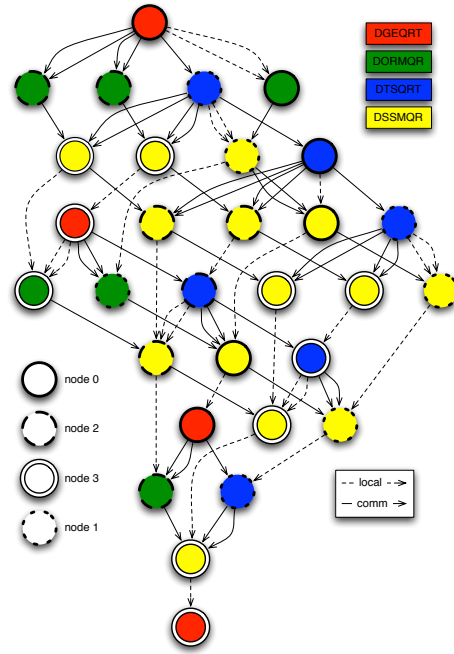 DGEQRT
DORMQR
DTSQRT
DSSMQR
node 0
node 2
node 3
node 1
local
comm